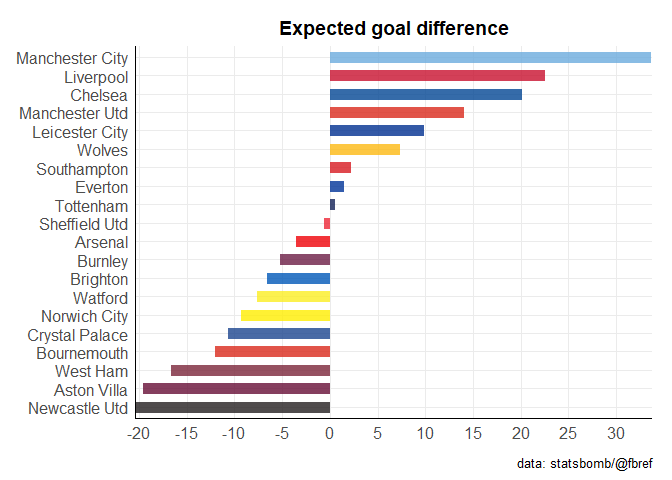 Expected goal difference
Manchester City
Liverpool
Chelsea
Manchester Utd
Leicester City
Wolves
Southampton
Everton
Tottenham
Sheffield Utd
Arsenal
Burnley
Brighton
Watford
Norwich City
Crystal Palace
Bournemouth
West Ham
Aston Villa
Newcastle Utd
-20 -15 -10 -5 0 5 10 15 20 25 30
data: statsbomb/@fbref